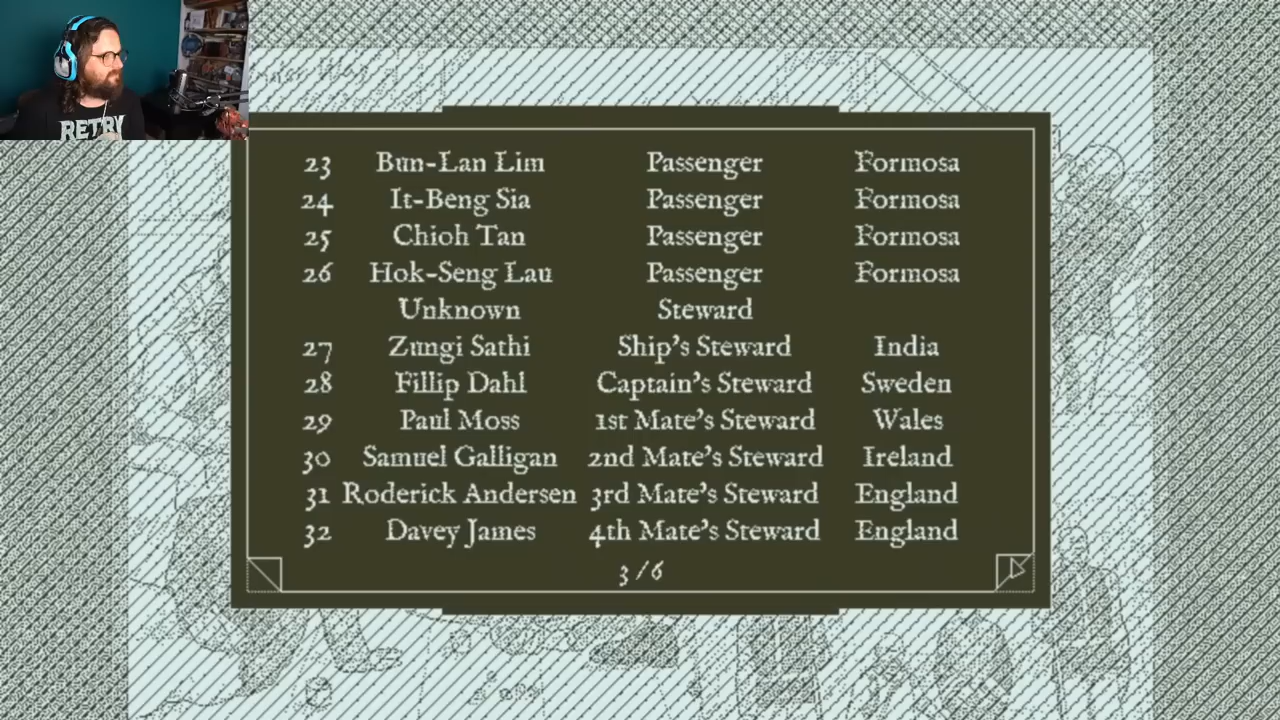 RETRY
23 Bun-Lan Lim Passenger Formosa
24 It-Beng Sia Passenger Formosa
25 Chioh Tan Passenger Formosa
26 Hok-Seng Lau Passenger Formosa
Unknown Steward
27 Zungi Sathi Ship's Steward India
28 Fillip Dahl Captain's Steward Sweden
29 Paul Moss 1st Mate's Steward Wales
30 Samuel Galligan 2nd Mate's Steward Ireland
31 Roderick Andersen 3rd Mate's Steward England
32 Davey James 4th Mate's Steward England
3/6